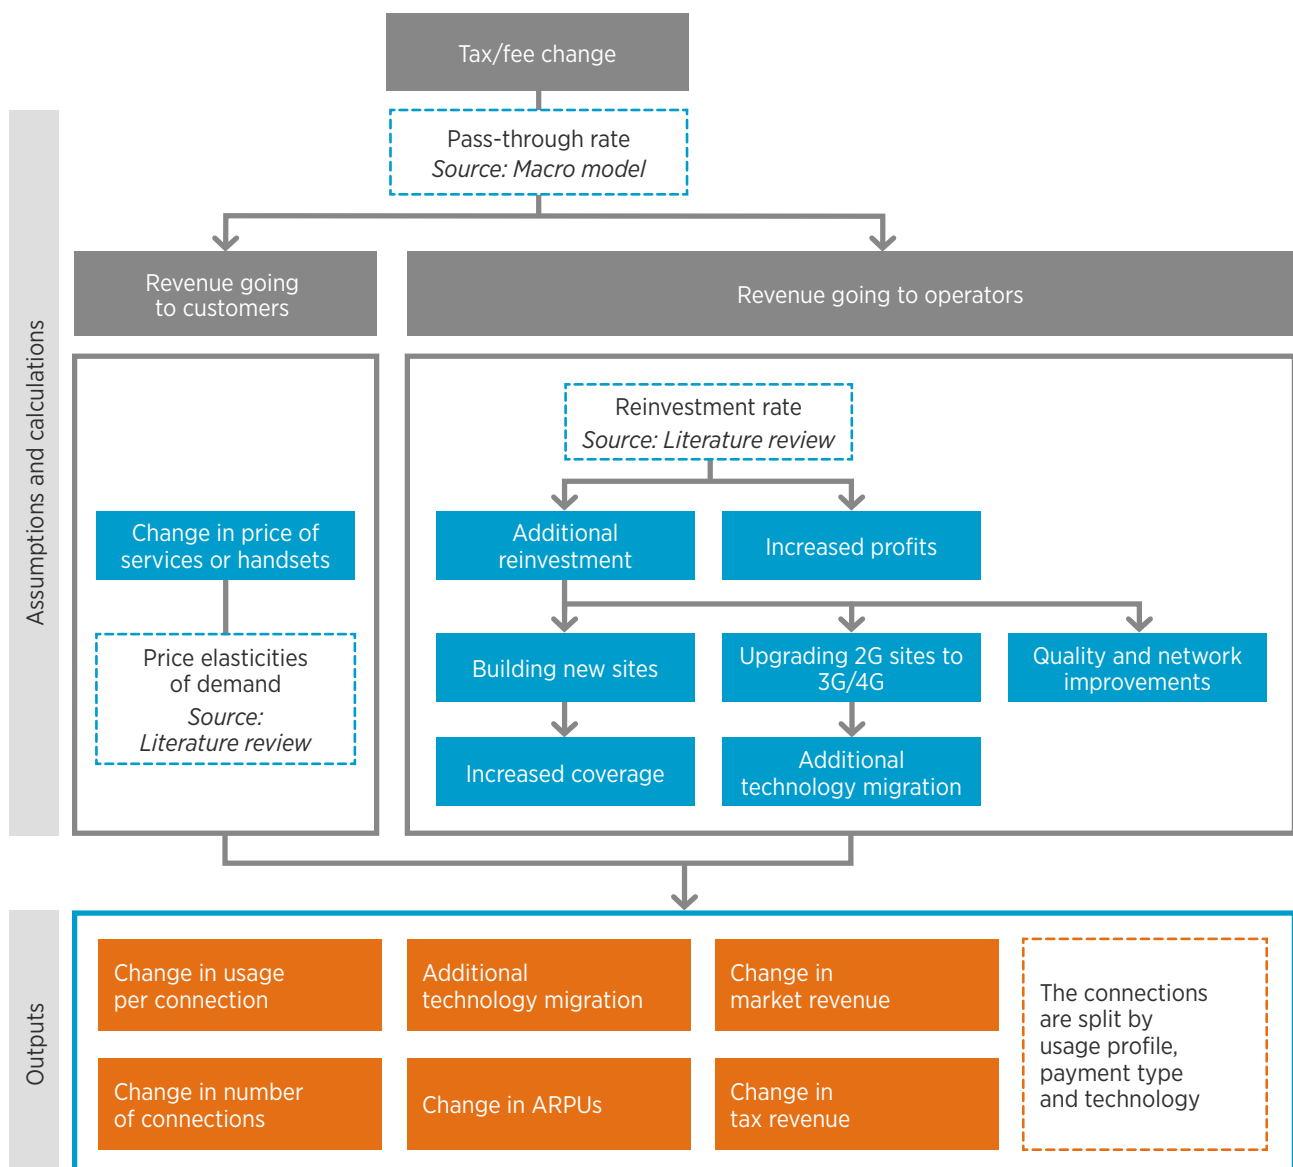 Tax/fee change
Pass-through rate
Source: Macro model
Assumptions and calculations
Revenue going
to customers
Revenue going to operators
Reinvestment rate
Source: Literature review
Change in price of
services or handsets
Additional
reinvestment
Increased profits
Price elasticities
of demand
Source:
Literature review
Building new sites
Upgrading 2G sites to
3G/4G
Quality and network
improvements
Increased coverage
Additional
technology migration
Outputs
Change in usage
per connection
Additional
technology migration
Change in
market revenue
The connections
are split by
usage profile,
payment type
and technology
Change in number
of connections
Change in ARPUs
Change in
tax revenue